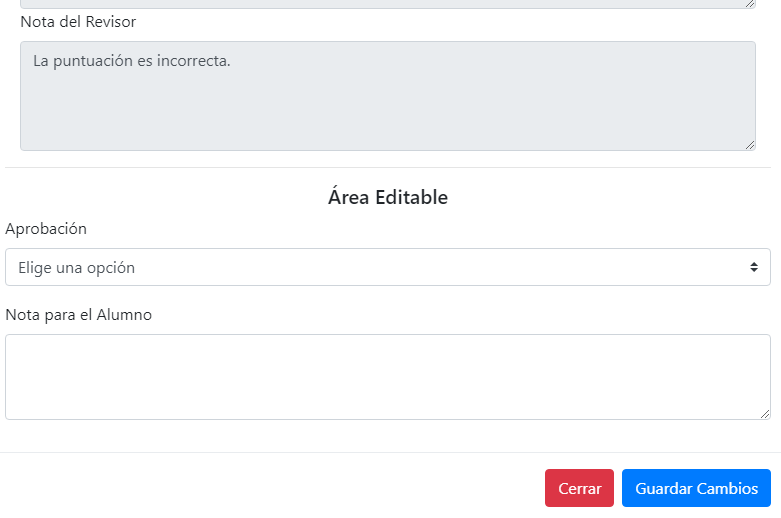 Nota del Revisor
La puntuación es incorrecta.
Área Editable
Aprobación
Elige una opción
Nota para el Alumno
Cerrar
Guardar Cambios